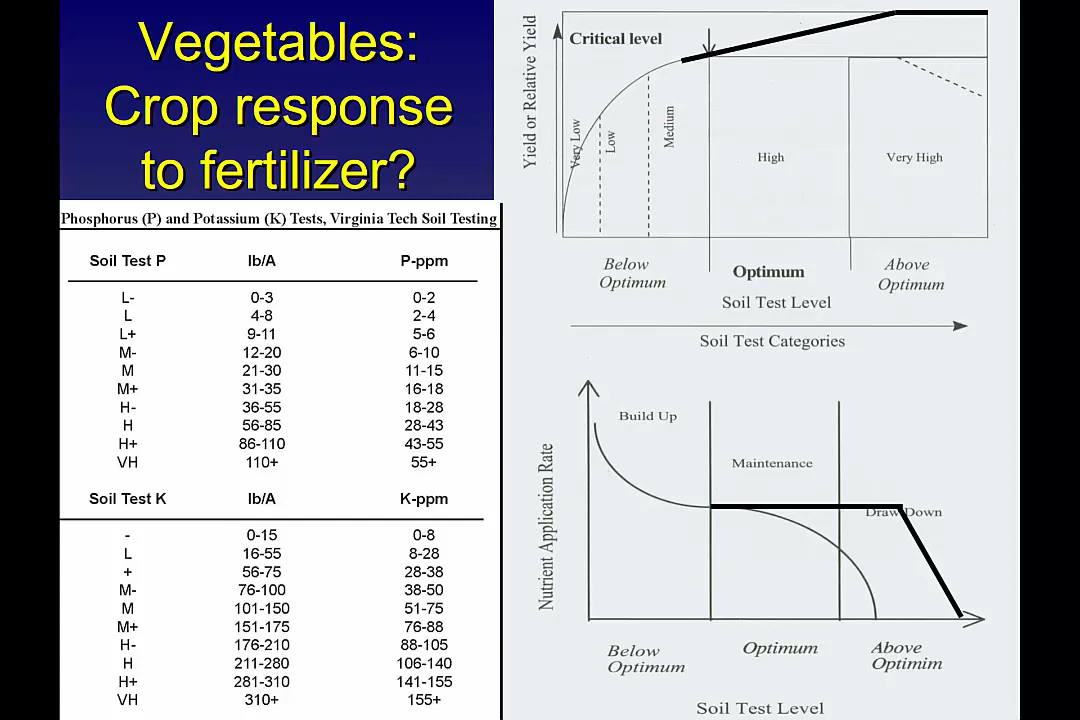 Vegetables:
Crop response
to fertilizer?
Phosphorus (P) and Potassium (K) Tests, Virginia Tech Soil Testing
Soil Test P lb/A P-ppm
L- 0-3 0-2
L 4-8 2-4
L+ 9-11 5-6
M- 12-20 6-10
M 21-30 11-15
M+ 31-35 16-18
H- 36-55 18-28
H 56-85 28-43
H+ 86-110 43-55
VH 110+ 55+
Soil Test K lb/A K-ppm
- 0-15 0-8
L 16-55 8-28
+ 56-75 28-38
M- 76-100 38-50
M 101-150 51-75
M+ 151-175 76-88
H- 176-210 88-105
H 211-280 106-140
H+ 281-310 141-155
VH 310+ 155+
Yield or Relative Yield
Critical level
Very Low
Low
Medium
High
Very High
Below
Optimum
Optimum
Above
Optimum
Soil Test Level
Soil Test Categories
Nutrient Application Rate
Build Up
Maintenance
Draw Down
Below
Optimum
Optimum
Above
Optimim
Soil Test Level